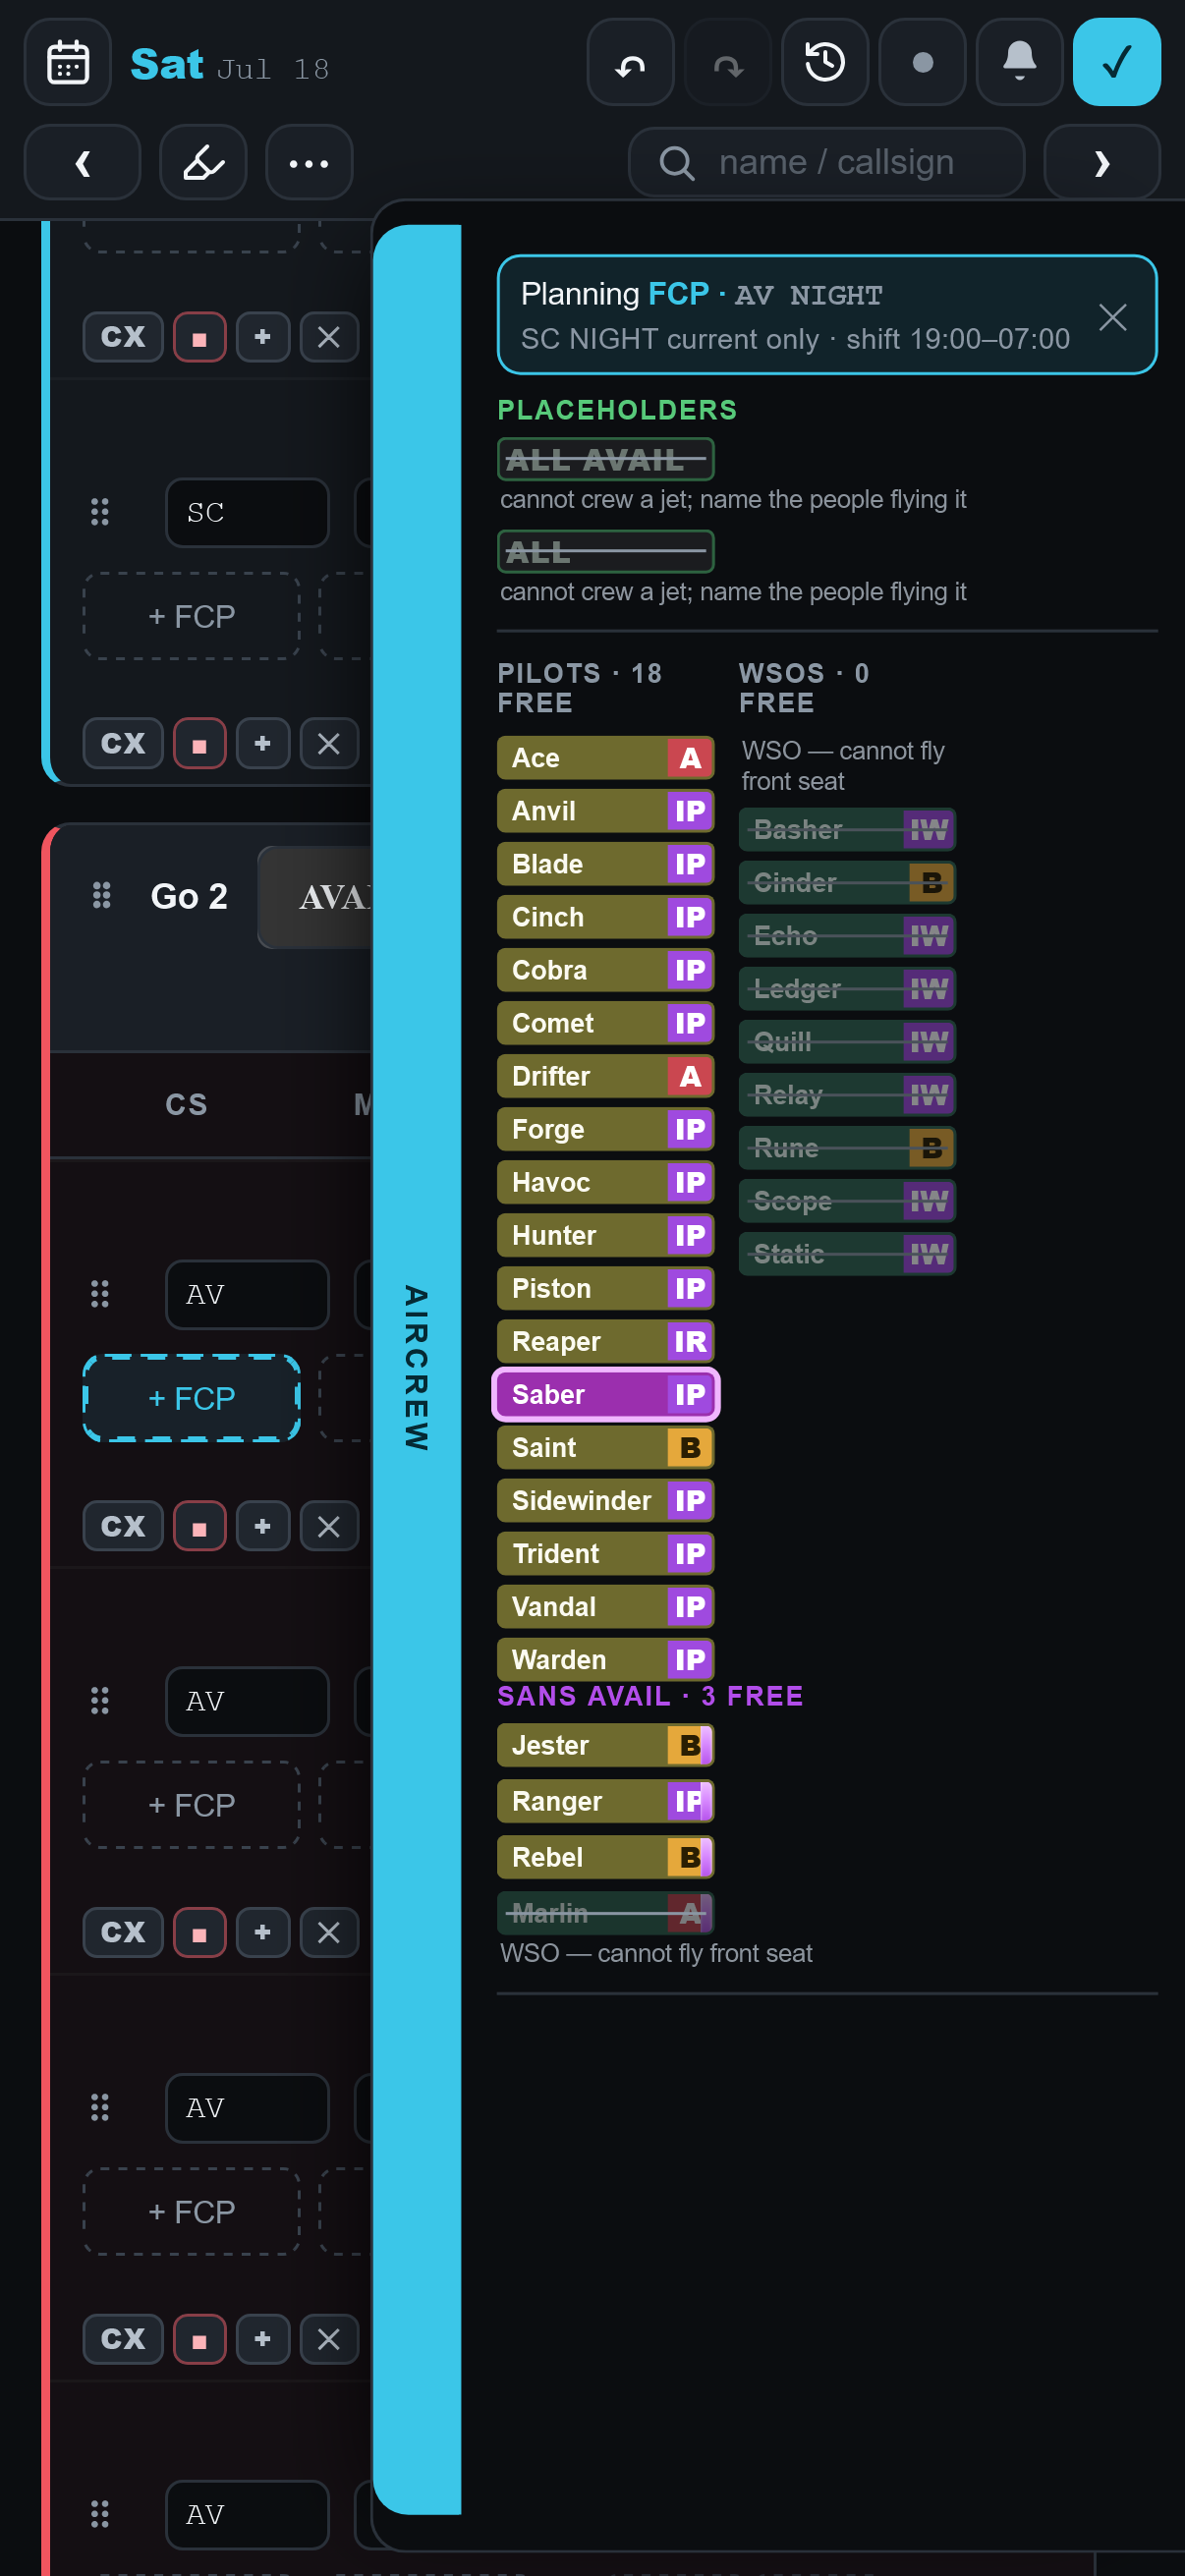 Sat Jul 18
name / callsign
Planning FCP · AV NIGHT
SC NIGHT current only · shift 19:00–07:00
PLACEHOLDERS
ALL AVAIL
cannot crew a jet; name the people flying it
ALL
cannot crew a jet; name the people flying it
PILOTS · 18 FREE
Ace A
Anvil IP
Blade IP
Cinch IP
Cobra IP
Comet IP
Drifter A
Forge IP
Havoc IP
Hunter IP
Piston IP
Reaper IR
Saber IP
Saint B
Sidewinder IP
Trident IP
Vandal IP
Warden IP
WSOS · 0 FREE
WSO — cannot fly
front seat
Basher IW
Cinder B
Echo IW
Ledger IW
Quill IW
Relay IW
Rune B
Scope IW
Static IW
SANS AVAIL · 3 FREE
Jester B
Ranger IP
Rebel B
Marlin A
WSO — cannot fly front seat
AIRCREW
CX
SC
+ FCP
CX
Go 2
CS
AV
+ FCP
CX
AV
+ FCP
CX
AV
+ FCP
CX
AV